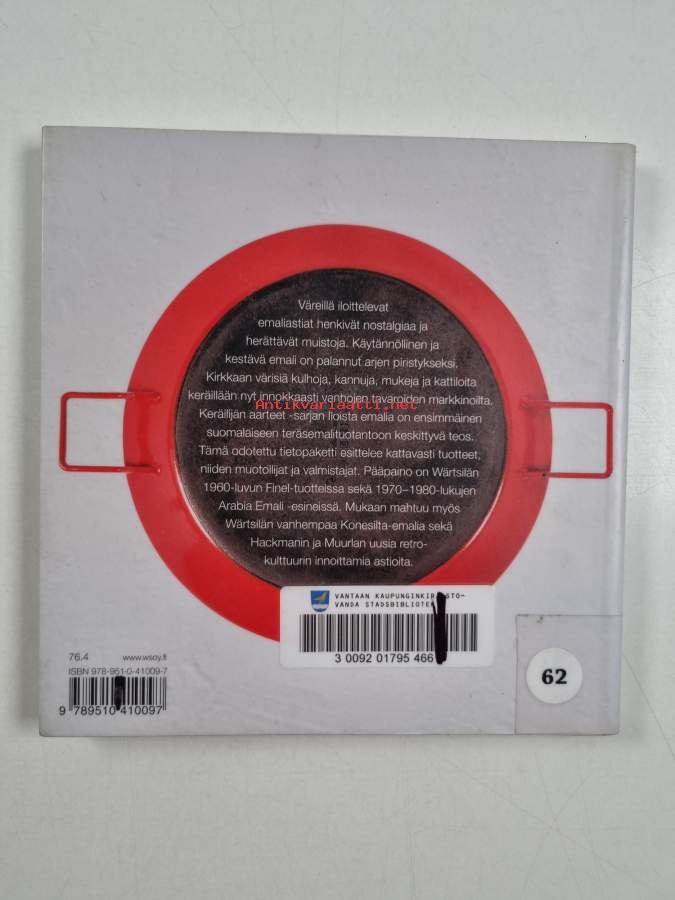 Väreillä iloittelevat
emaliastiat henkivät nostalgiaa ja
herättävät muistoja. Käytännöllinen ja
kestävä emali on palannut arjen piristykseksi.
Kirkkaan värisiä kulhoja, kannuja, mukeja ja kattiloita
keräillään nyt innokkaasti vanhojen tavaroiden markkinoilta.
Antikvariaatti.net
Keräilijän aarteet -sarjan Iloista emalia on ensimmäinen
suomalaiseen teräsemalituotantoon keskittyvä teos.
Tämä odotettu tietopaketti esittelee kattavasti tuotteet,
niiden muotoilijat ja valmistajat. Pääpaino on Wärtsilän
1960-luvun Finel-tuotteissa sekä 1970–1980-lukujen
Arabia Emali -esineissä. Mukaan mahtuu myös
Wärtsilän vanhempaa Konesilta-emalia sekä
Hackmanin ja Muurlan uusia retro-
kulttuurin innoittamia astioita.
VANTAAN KAUPUNGINKIRJASTO-
VANDA STADSBIBLIOTEK
3 0092 01795 466
76.4 www.wsoy.fi
ISBN 978-951-0-41009-7
9 789510 410097
62